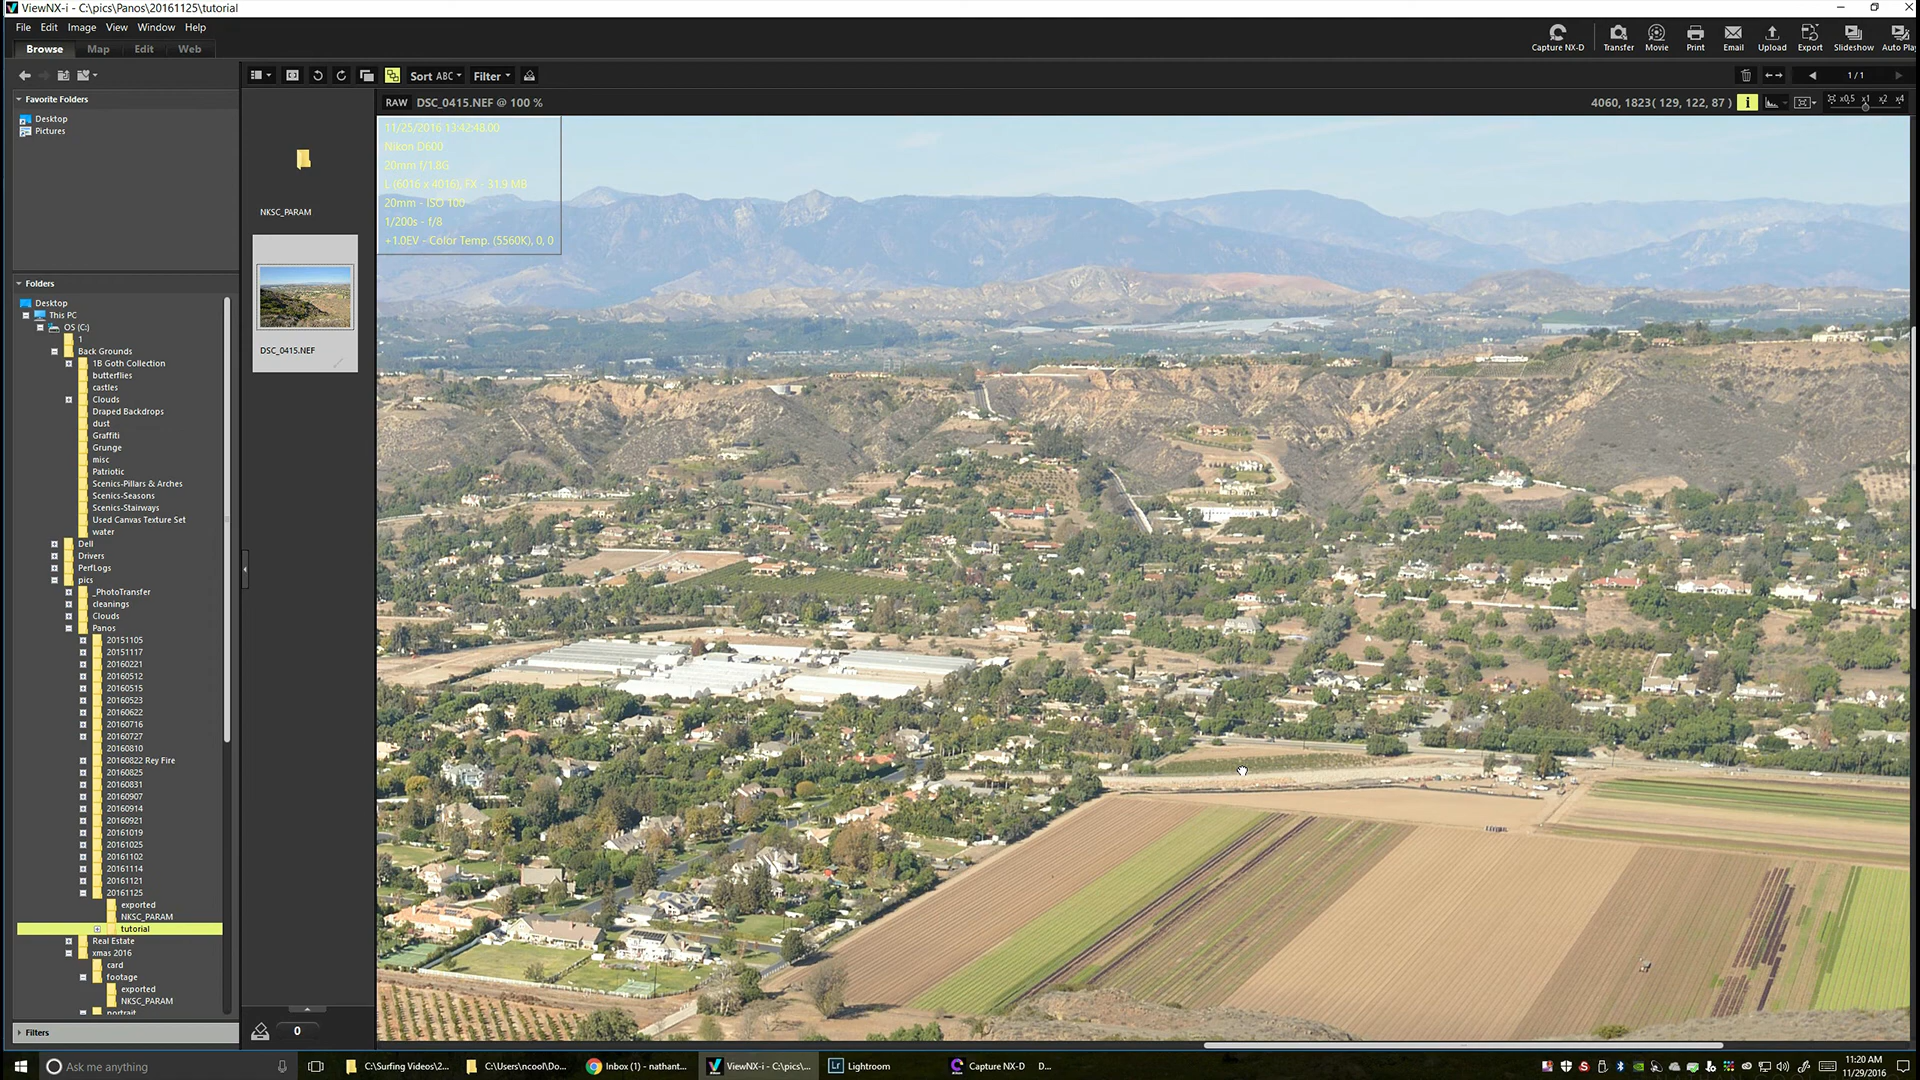 ViewNX-i - C:\pics\Panos\20161125\tutorial
File Edit Image View Window Help
Browse Map Edit Web
Capture NX-D Transfer Movie Print Email Upload Export Slideshow Auto Pla
Sort ABC Filter
1/1
Favorite Folders
Desktop
Pictures
RAW DSC_0415.NEF @ 100 %
4060, 1823( 129, 122, 87 )
x0,5 x1 x2 x4
11/25/2016 13:42:48.00
Nikon D600
20mm f/1.8G
L (6016 x 4016), FX - 31.9 MB
20mm - ISO 100
1/200s - f/8
+1.0EV - Color Temp. (5560K), 0, 0
NKSC_PARAM
DSC_0415.NEF
Folders
Desktop
This PC
OS (C:)
1
Back Grounds
1B Goth Collection
butterflies
castles
Clouds
Draped Backdrops
dust
Graffiti
Grunge
misc
Patriotic
Scenics-Pillars & Arches
Scenics-Seasons
Scenics-Stairways
Used Canvas Texture Set
water
Dell
Drivers
PerfLogs
pics
_PhotoTransfer
cleanings
Clouds
Panos
20151105
20151117
20160221
20160512
20160515
20160523
20160622
20160716
20160727
20160810
20160822 Rey Fire
20160825
20160831
20160907
20160914
20160921
20161019
20161025
20161102
20161114
20161121
20161125
exported
NKSC_PARAM
tutorial
Real Estate
xmas 2016
card
footage
exported
NKSC_PARAM
portrait
Filters
0
Ask me anything
C:\Surfing Videos\2...
C:\Users\ncool\Do...
Inbox (1) - nathant...
ViewNX-i - C:\pics\...
Lightroom
Capture NX-D D...
11:20 AM
11/29/2016